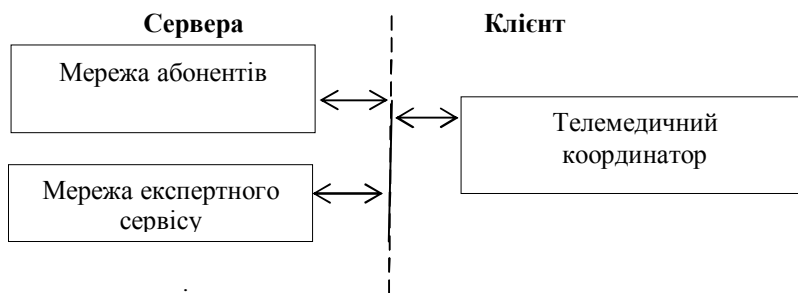 Сервера
Клієнт
Мережа абонентів
Телемедичний
координатор
Мережа експертного
сервісу